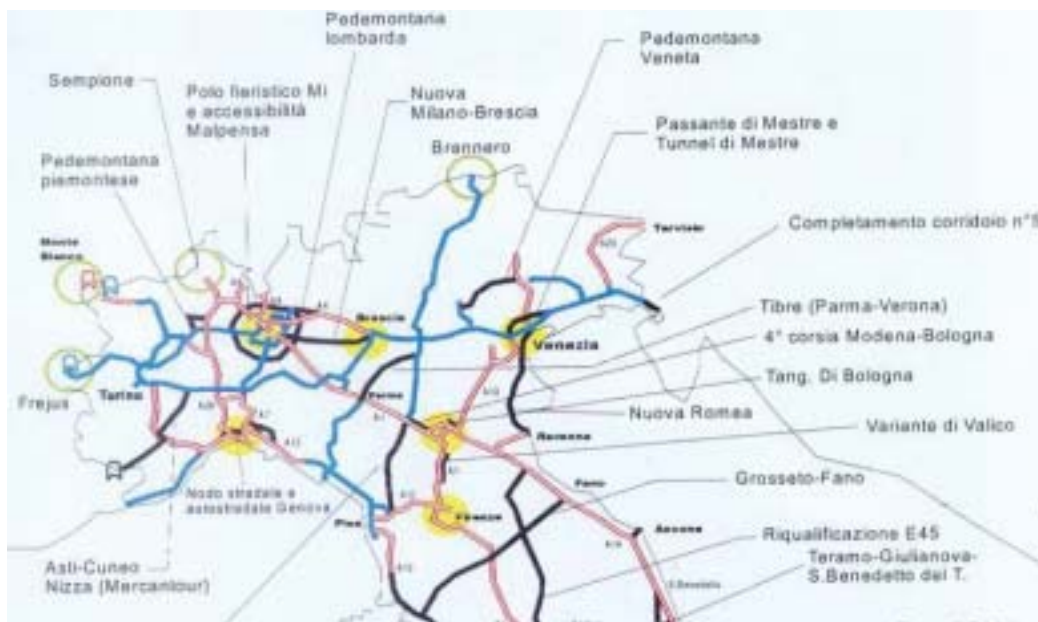 Pedemontana
lombarda
Pedemontana
Veneta
Sempione
Polo fieristico Mi
e accessibilità
Malpensa
Nuova
Milano-Brescia
Passante di Mestre e
Tunnel di Mestre
Brennero
Pedemontana
piemontese
Monte
Bianco
Tarvisio
Completamento corridoio n°5
Brescia
Tibre (Parma-Verona)
Venezia
4° corsia Modena-Bologna
Frejus
Torino
Parma
Tang. Di Bologna
Nuova Romea
Ravenna
Variante di Valico
Nodo stradale e
autostradale Genova
Fano
Grosseto-Fano
Pisa
Firenze
Ancona
Riqualificazione E45
Asti-Cuneo
Nizza (Mercantour)
Teramo-Giulianova-
S.Benedetto del T.